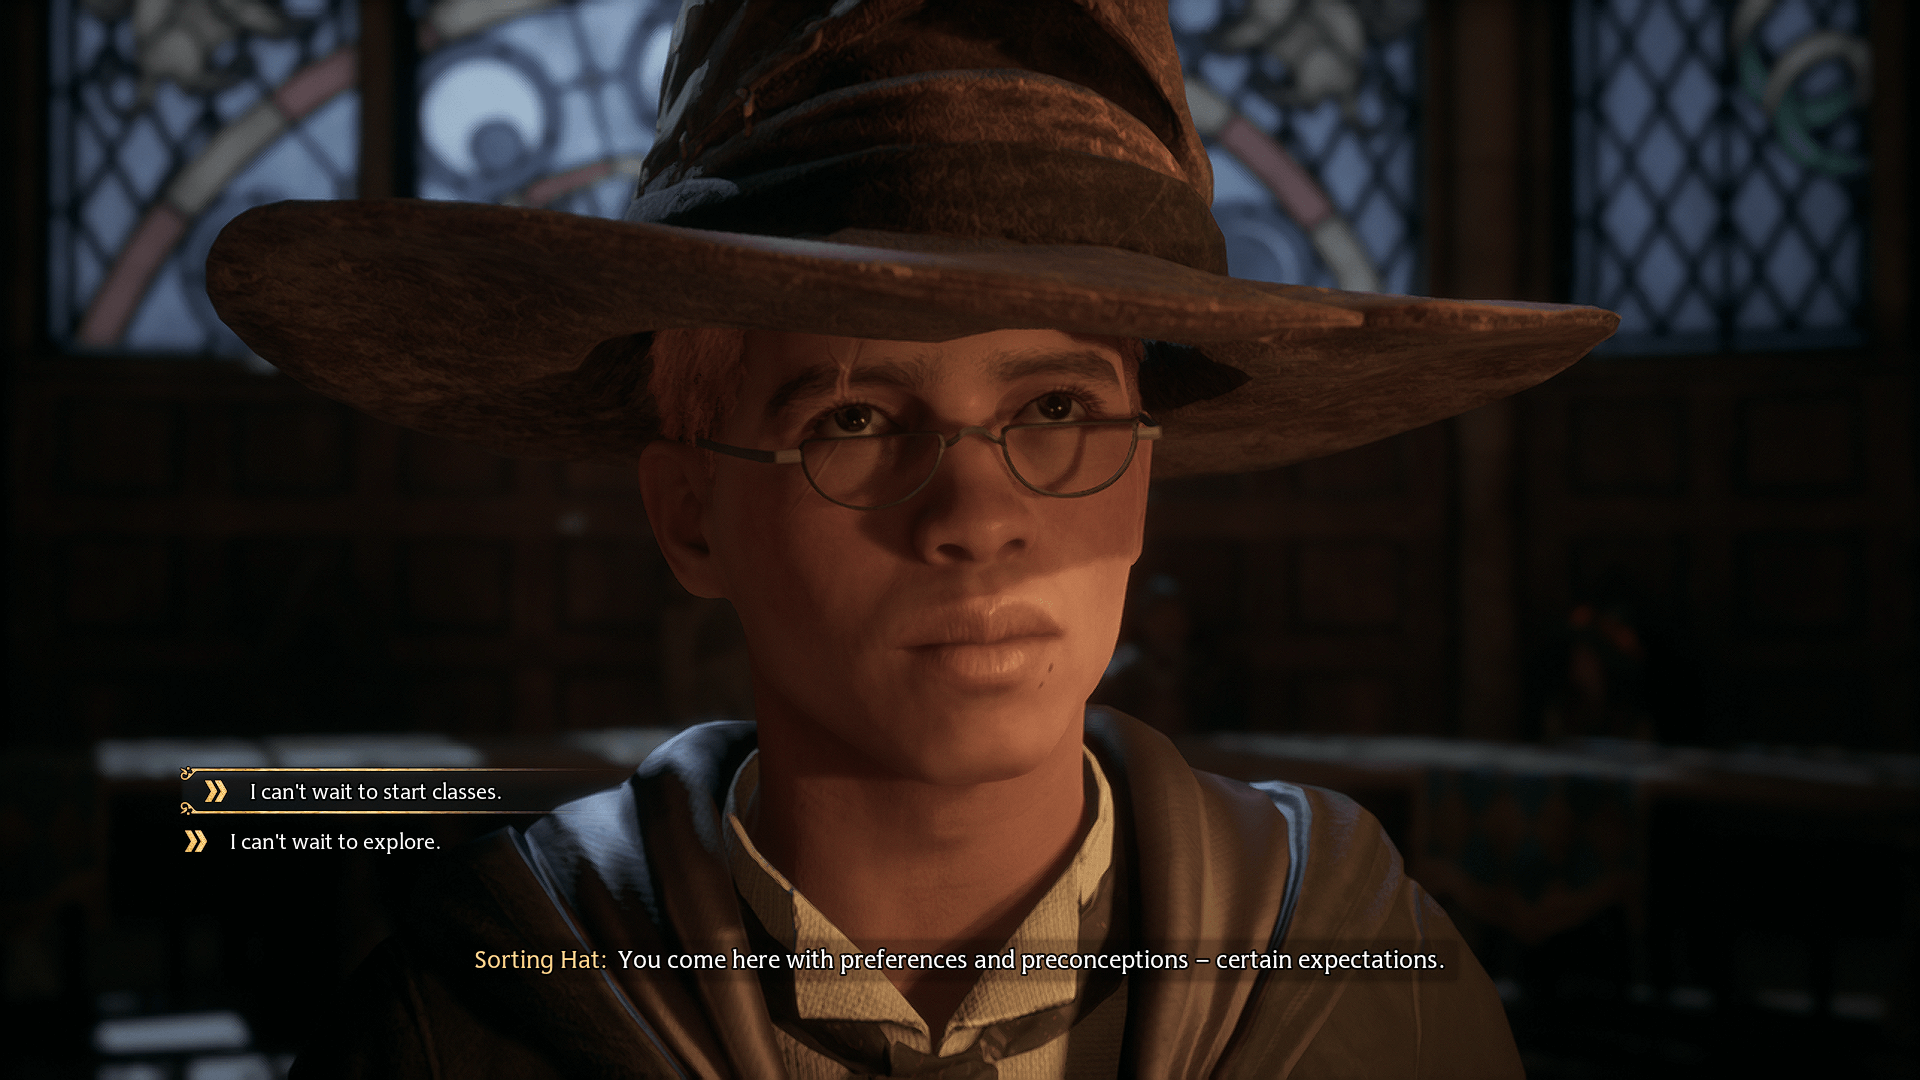 I can't wait to start classes.
I can't wait to explore.
Sorting Hat: You come here with preferences and preconceptions – certain expectations.